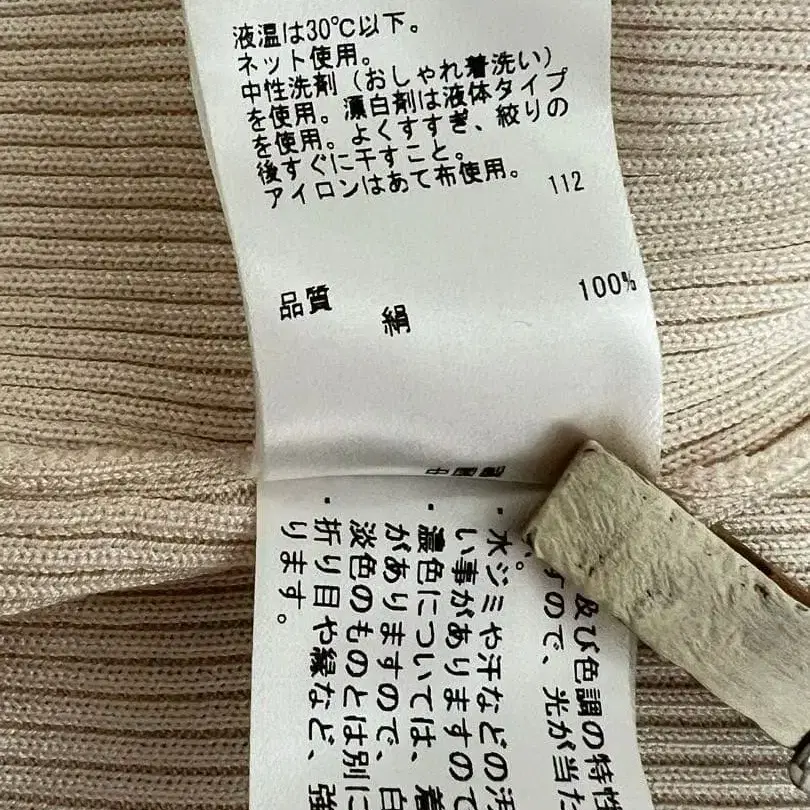 液温は30℃以下。
ネット使用。
中性洗剤（おしゃれ着洗い）
を使用。漂白剤は液体タイプ
を使用。よくすすぎ、絞りの
後すぐに干すこと。
アイロンはあて布使用。 112
品質 絹 100%
中国製
及び色調の特性
すので、光が当た
。
・水ジミや汗などの汚
い事がありますので
・濃色については、着
がありますので、白
淡色のものとは別に
・折り目や縁など、強
ります。